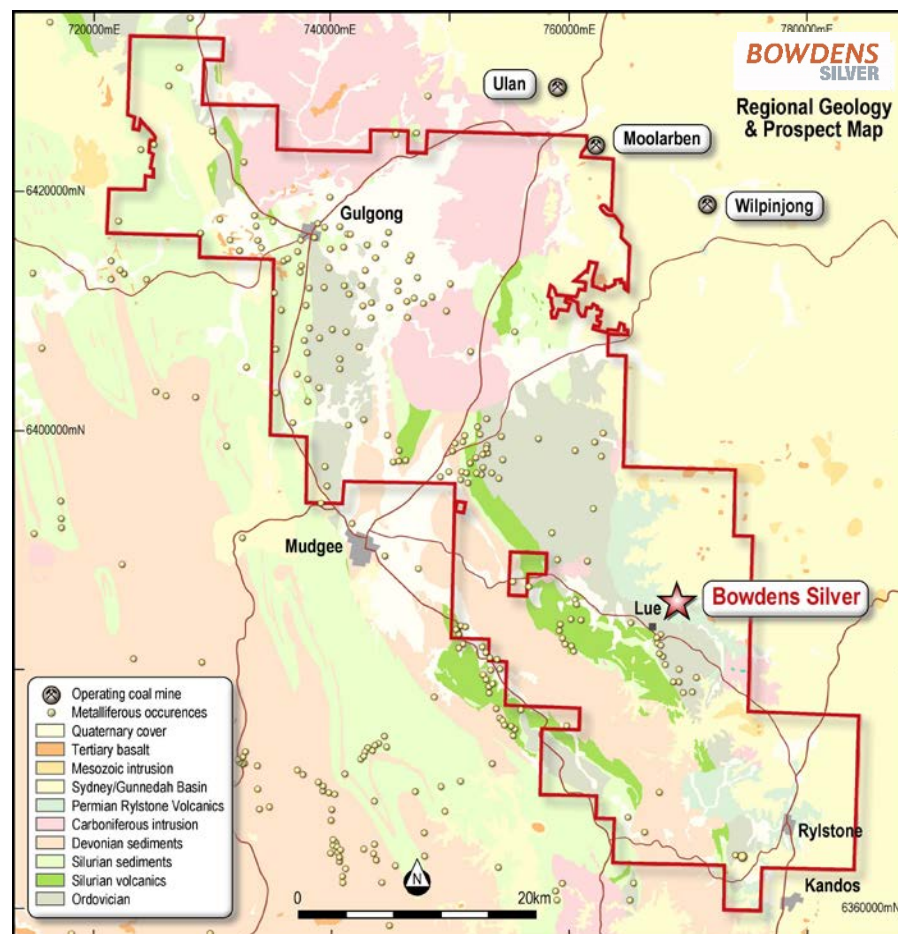 720000mE
740000mE
760000mE
780000mE
BOWDENS
SILVER
Regional Geology
& Prospect Map
Ulan
Moolarben
Wilpinjong
6420000mN
Gulgong
6400000mN
Mudgee
Lue
Bowdens Silver
Operating coal mine
Metalliferous occurences
Quaternary cover
Tertiary basalt
Mesozoic intrusion
Sydney/Gunnedah Basin
Permian Rylstone Volcanics
Carboniferous intrusion
Devonian sediments
Silurian sediments
Silurian volcanics
Ordovician
N
0
20km
Rylstone
Kandos
6360000mN